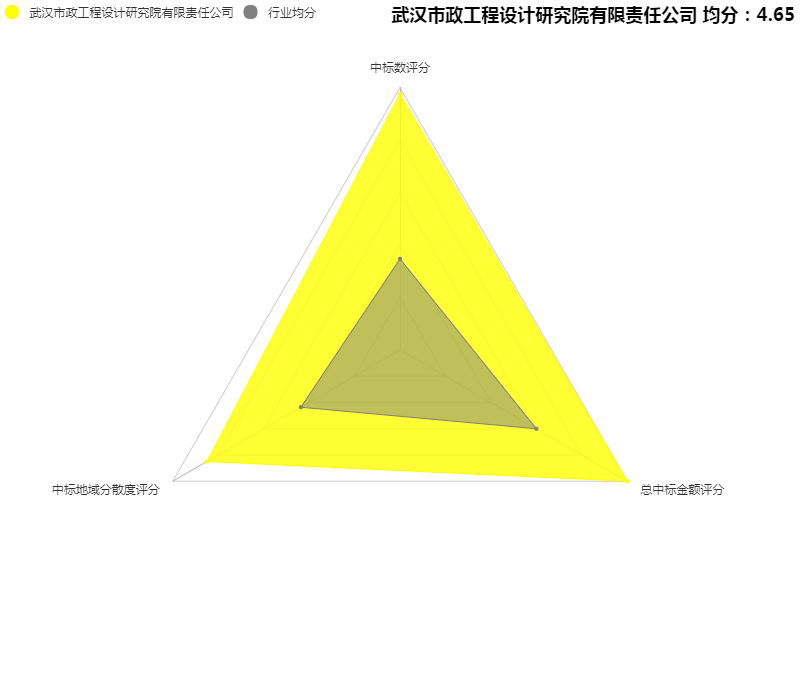 武汉市政工程设计研究院有限责任公司 行业均分
武汉市政工程设计研究院有限责任公司 均分：4.65
中标数评分
中标地域分散度评分
总中标金额评分